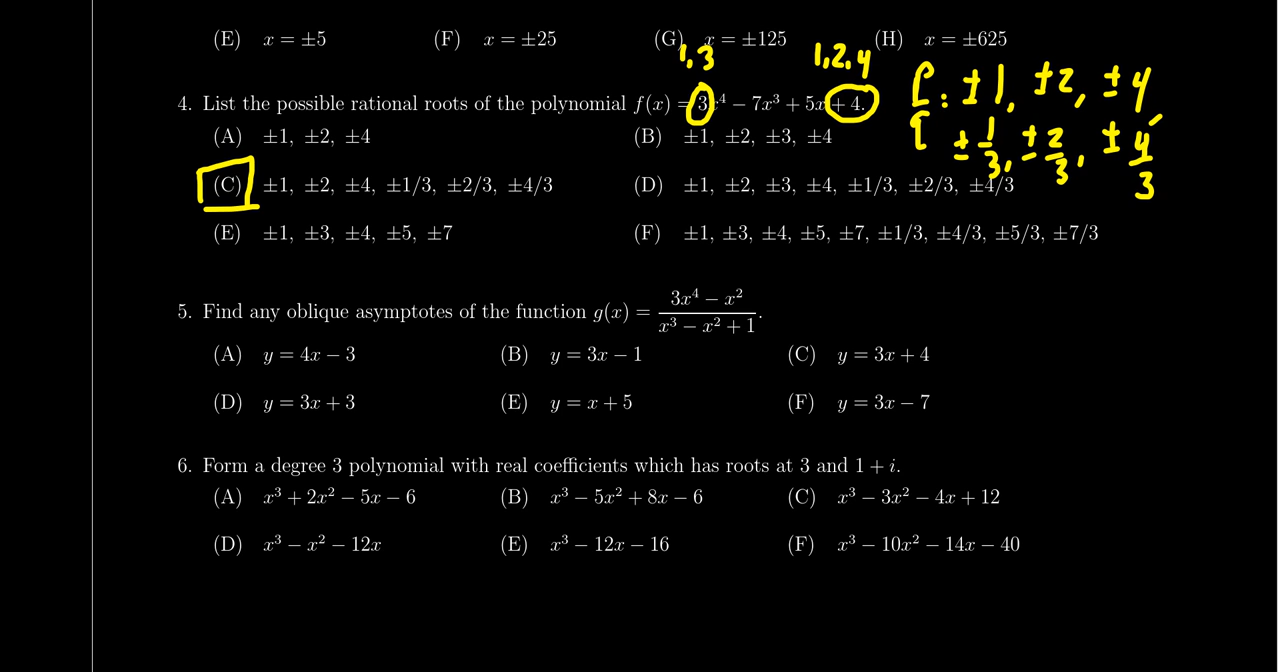 (E) x = ±5 (F) x = ±25 (G) x = ±125 (H) x = ±625
1, 3 1, 2, 4
4. List the possible rational roots of the polynomial f(x) = 3x⁴ − 7x³ + 5x + 4.
±1, ±2, ±4,
±1/3, ±2/3, ±4/3
(A) ±1, ±2, ±4 (B) ±1, ±2, ±3, ±4
(C) ±1, ±2, ±4, ±1/3, ±2/3, ±4/3 (D) ±1, ±2, ±3, ±4, ±1/3, ±2/3, ±4/3
(E) ±1, ±3, ±4, ±5, ±7 (F) ±1, ±3, ±4, ±5, ±7, ±1/3, ±4/3, ±5/3, ±7/3
5. Find any oblique asymptotes of the function g(x) = (3x⁴ − x²)/(x³ − x² + 1).
(A) y = 4x − 3 (B) y = 3x − 1 (C) y = 3x + 4
(D) y = 3x + 3 (E) y = x + 5 (F) y = 3x − 7
6. Form a degree 3 polynomial with real coefficients which has roots at 3 and 1 + i.
(A) x³ + 2x² − 5x − 6 (B) x³ − 5x² + 8x − 6 (C) x³ − 3x² − 4x + 12
(D) x³ − x² − 12x (E) x³ − 12x − 16 (F) x³ − 10x² − 14x − 40